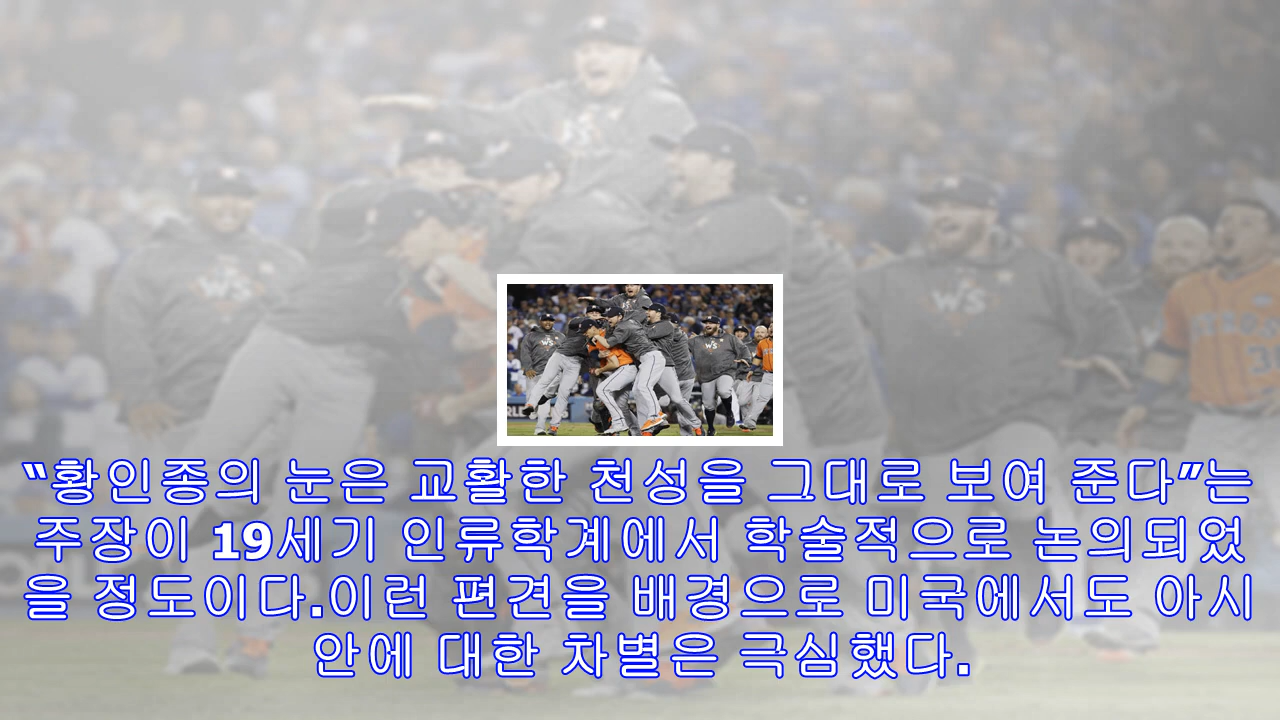 WS
WS
ASTROS
“황인종의 눈은 교활한 천성을 그대로 보여 준다”는
주장이 19세기 인류학계에서 학술적으로 논의되었
을 정도이다.이런 편견을 배경으로 미국에서도 아시
안에 대한 차별은 극심했다.